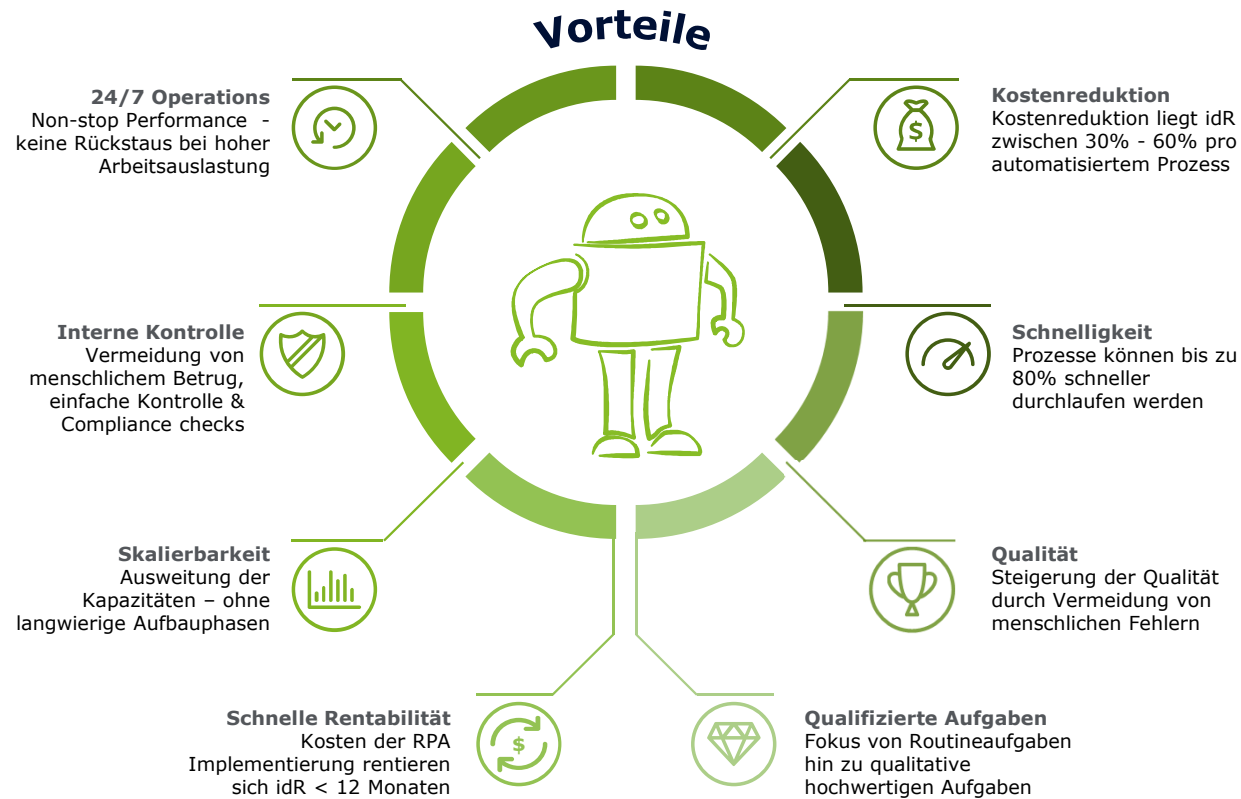 Vorteile
24/7 Operations
Non-stop Performance -
keine Rückstaus bei hoher
Arbeitsauslastung
Kostenreduktion
Kostenreduktion liegt idR
zwischen 30% - 60% pro
automatisiertem Prozess
$
Interne Kontrolle
Vermeidung von
menschlichem Betrug,
einfache Kontrolle &
Compliance checks
Schnelligkeit
Prozesse können bis zu
80% schneller
durchlaufen werden
Skalierbarkeit
Ausweitung der
Kapazitäten – ohne
langwierige Aufbauphasen
Qualität
Steigerung der Qualität
durch Vermeidung von
menschlichen Fehlern
Schnelle Rentabilität
Kosten der RPA
Implementierung rentieren
sich idR < 12 Monaten
$
Qualifizierte Aufgaben
Fokus von Routineaufgaben
hin zu qualitative
hochwertigen Aufgaben